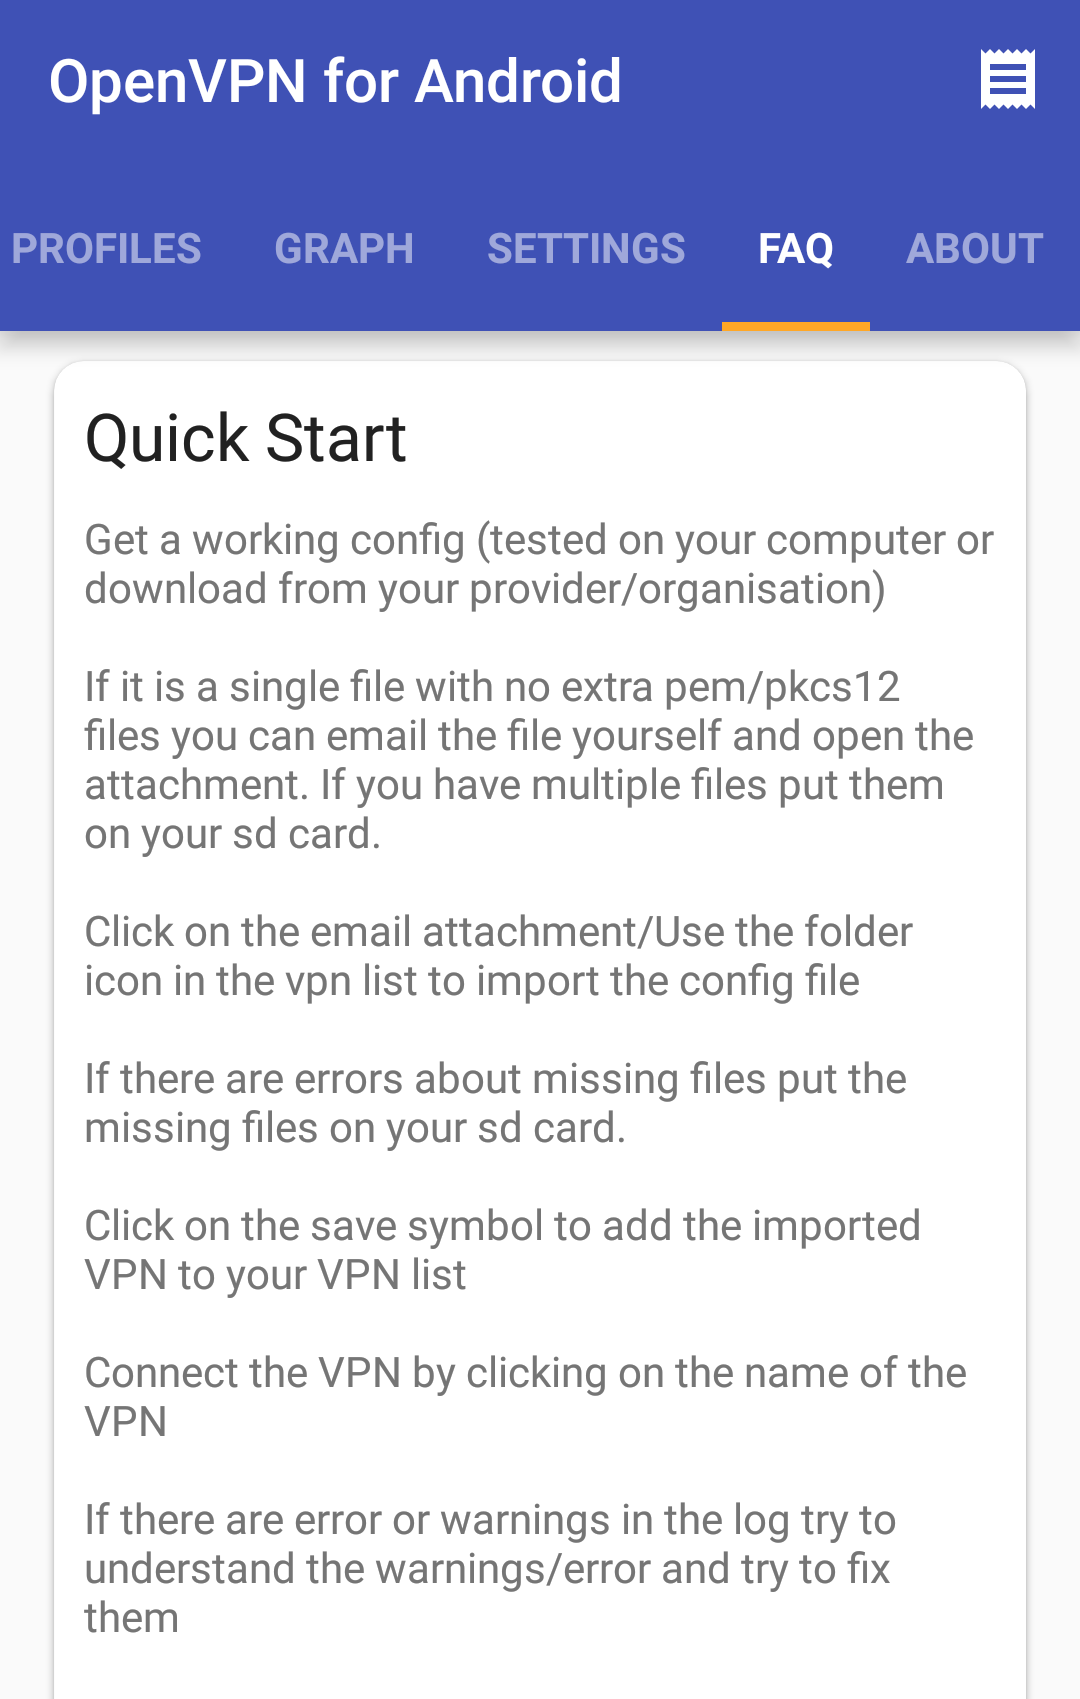 OpenVPN for Android
PROFILES GRAPH SETTINGS FAQ ABOUT
Quick Start
Get a working config (tested on your computer or
download from your provider/organisation)
If it is a single file with no extra pem/pkcs12
files you can email the file yourself and open the
attachment. If you have multiple files put them
on your sd card.
Click on the email attachment/Use the folder
icon in the vpn list to import the config file
If there are errors about missing files put the
missing files on your sd card.
Click on the save symbol to add the imported
VPN to your VPN list
Connect the VPN by clicking on the name of the
VPN
If there are error or warnings in the log try to
understand the warnings/error and try to fix
them